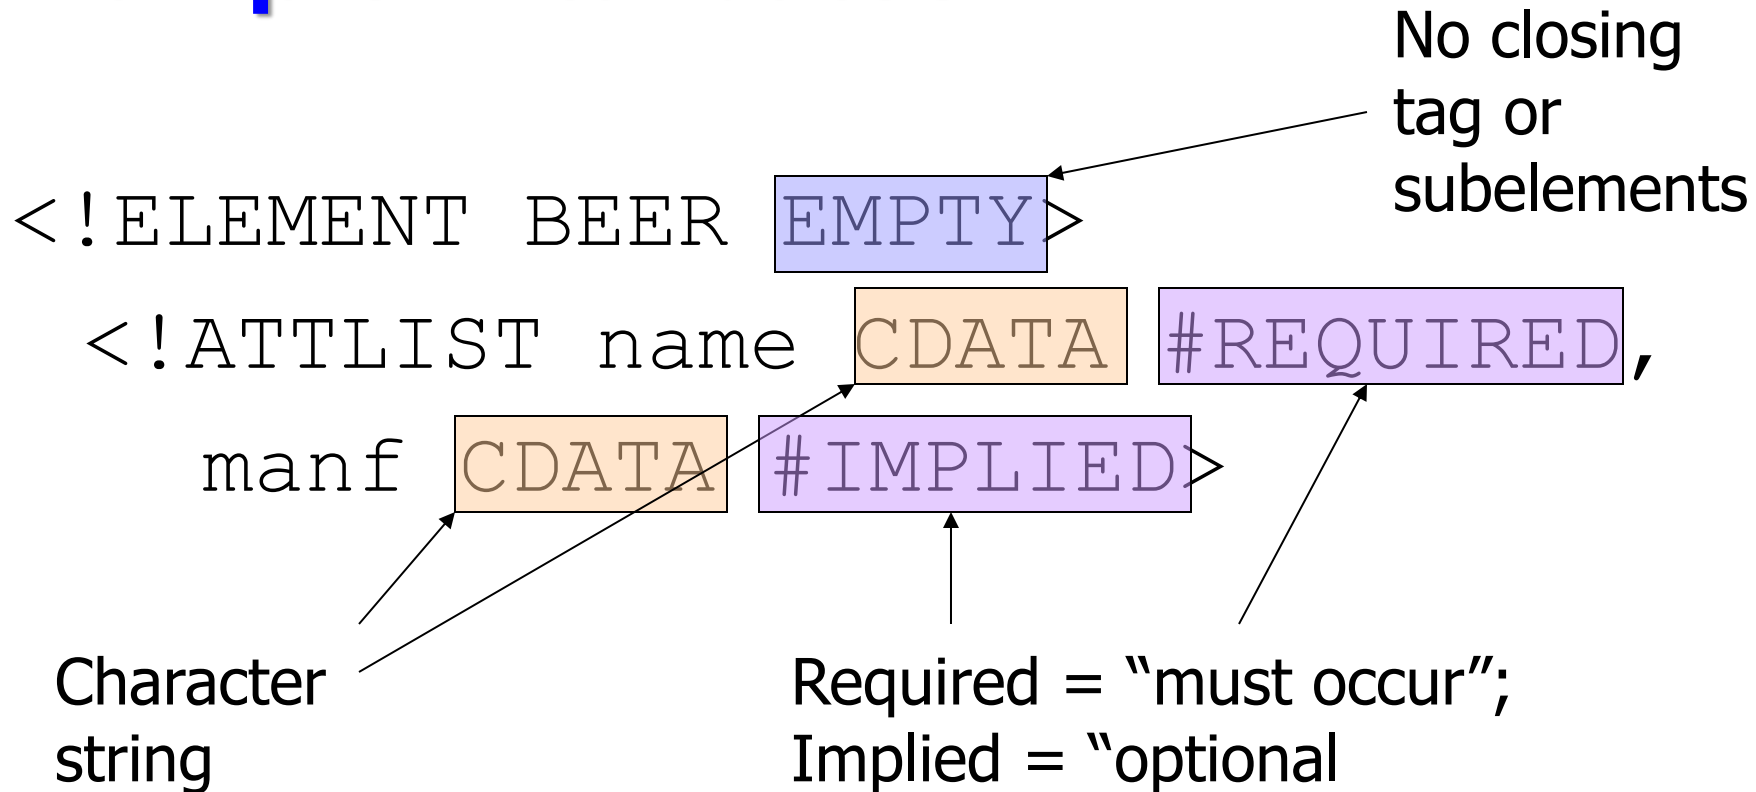 No closing
tag or
subelements
<!ELEMENT BEER EMPTY>
<!ATTLIST name CDATA #REQUIRED,
manf CDATA #IMPLIED>
Character
string
Required = “must occur”;
Implied = “optional